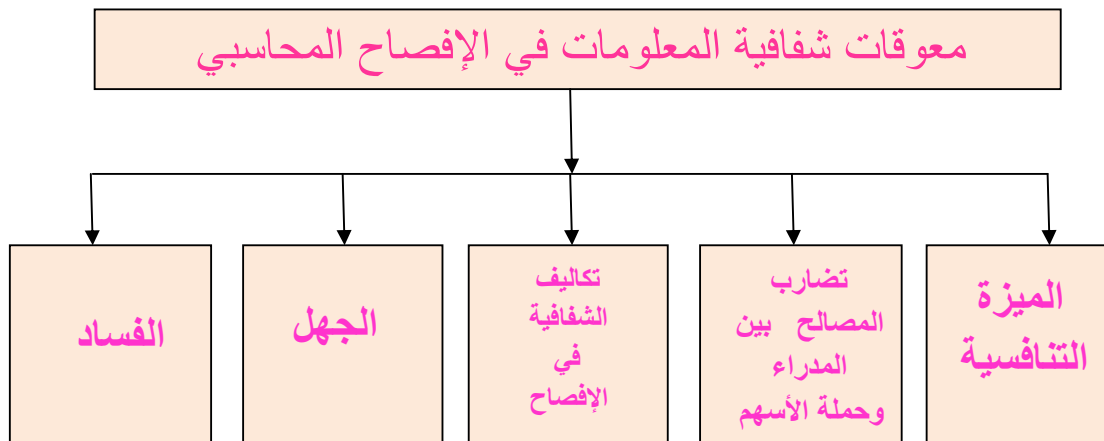 معوقات شفافية المعلومات في الإفصاح المحاسبي
الميزة
التنافسية
تضارب
المصالح بين
المدراء
وحملة الأسهم
تكاليف
الشفافية
في
الإفصاح
الجهل
الفساد